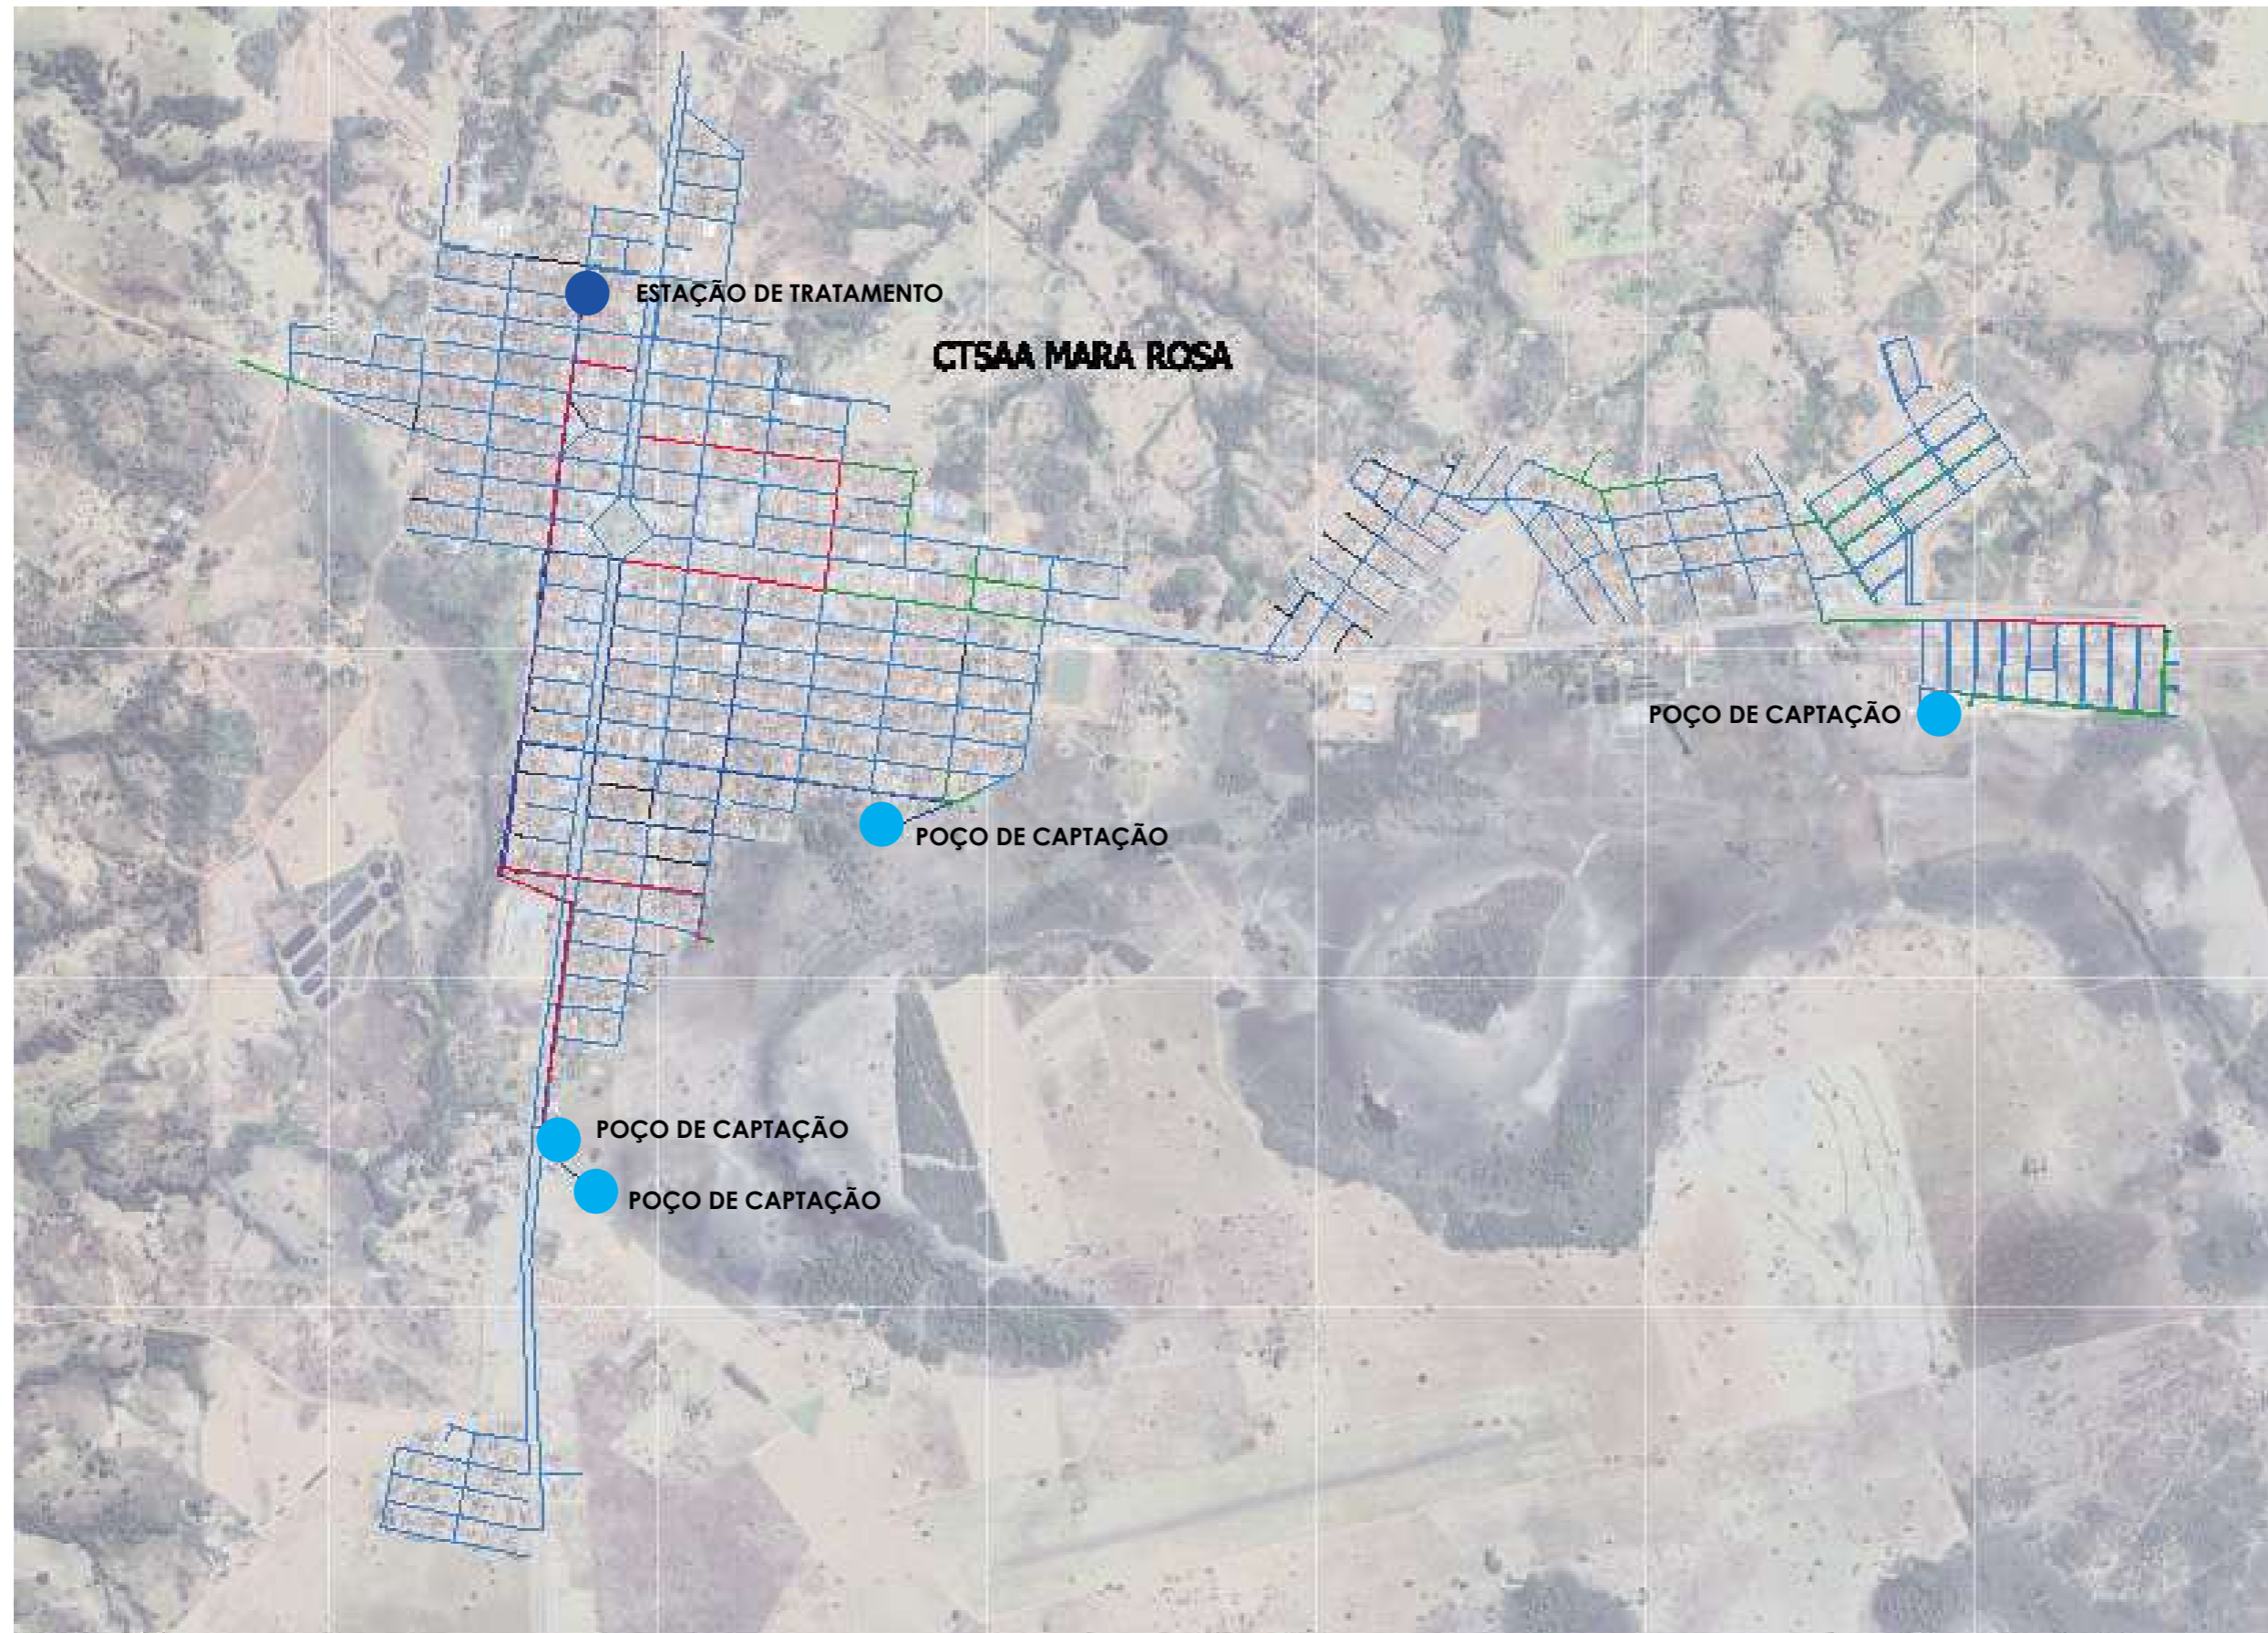 ESTAÇÃO DE TRATAMENTO
CTSAA MARA ROSA
POÇO DE CAPTAÇÃO
POÇO DE CAPTAÇÃO
POÇO DE CAPTAÇÃO
POÇO DE CAPTAÇÃO